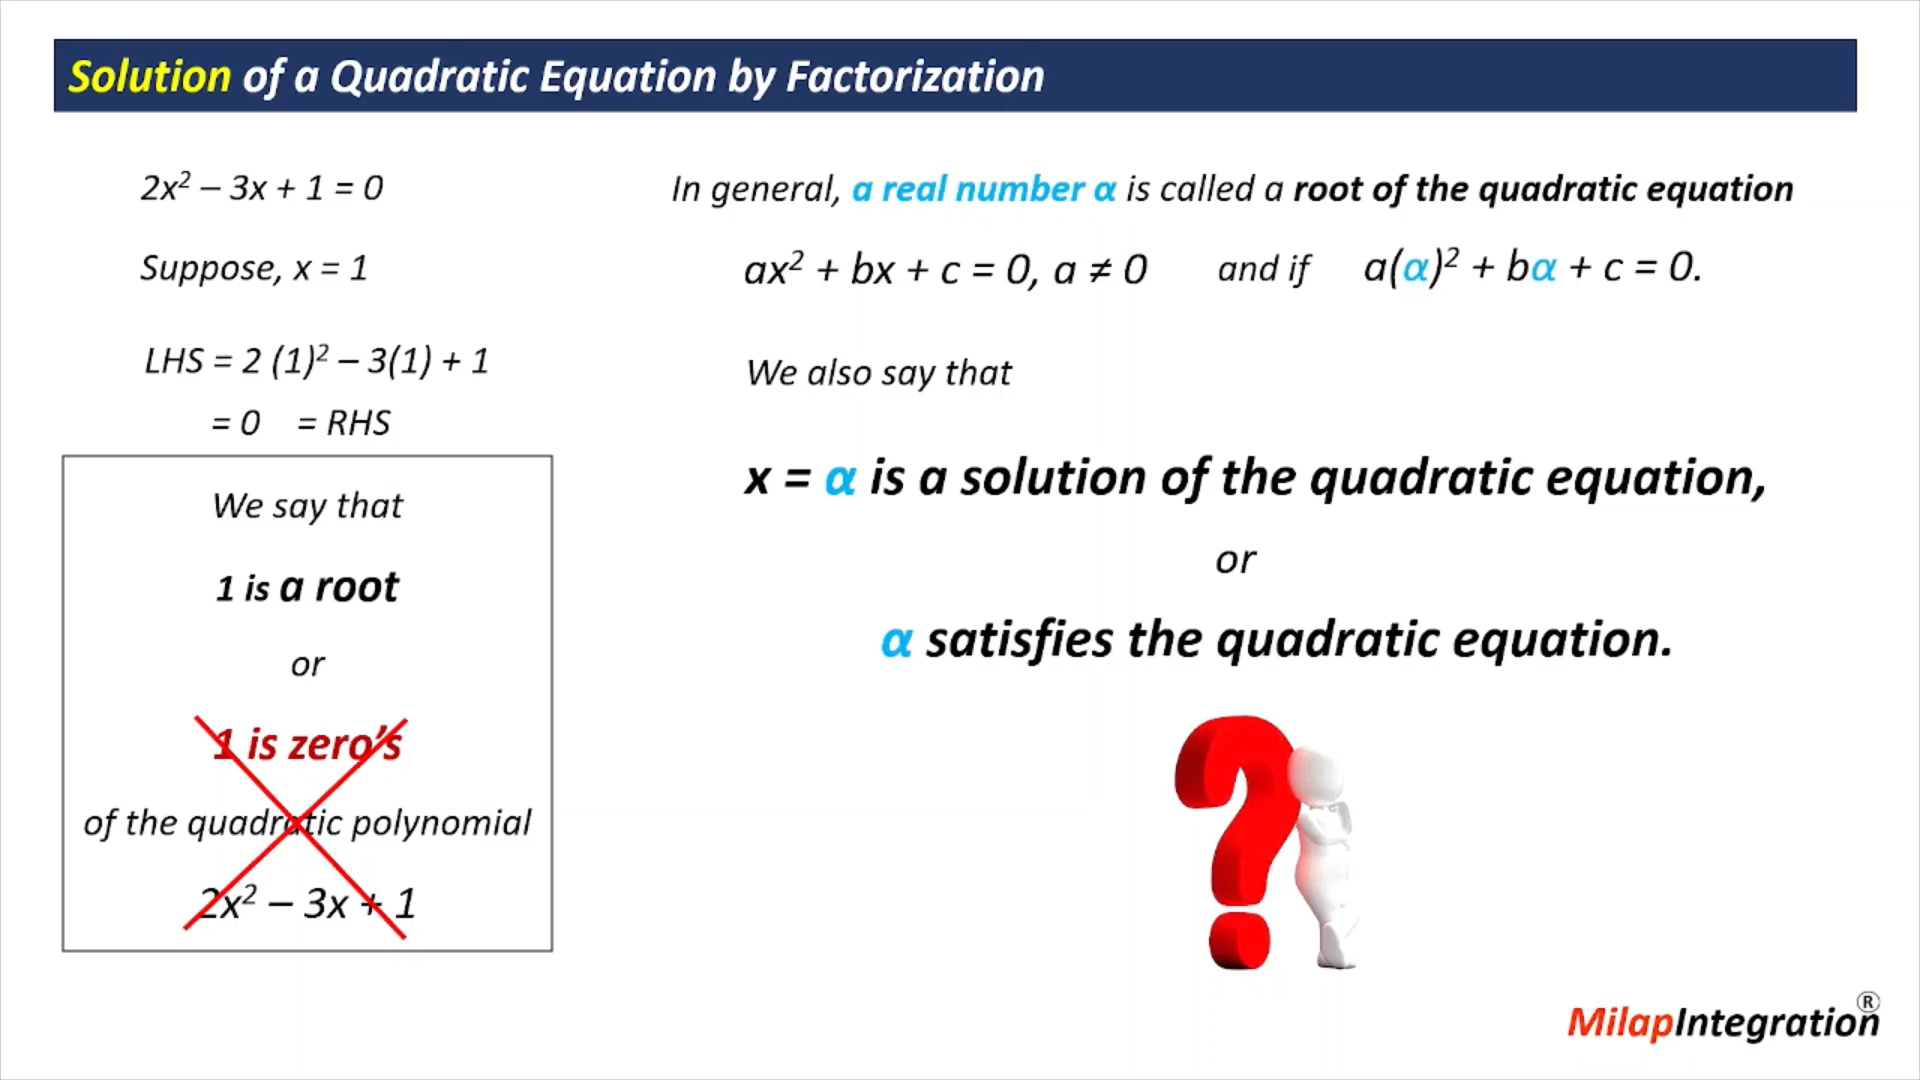 Solution of a Quadratic Equation by Factorization
2x² – 3x + 1 = 0
Suppose, x = 1
LHS = 2 (1)² – 3(1) + 1
= 0 = RHS
We say that
1 is a root
or
1 is zero’s
of the quadratic polynomial
2x² – 3x + 1
In general, a real number α is called a root of the quadratic equation
ax² + bx + c = 0, a ≠ 0 and if a(α)² + bα + c = 0.
We also say that
x = α is a solution of the quadratic equation,
or
α satisfies the quadratic equation.
?
MilapIntegration®